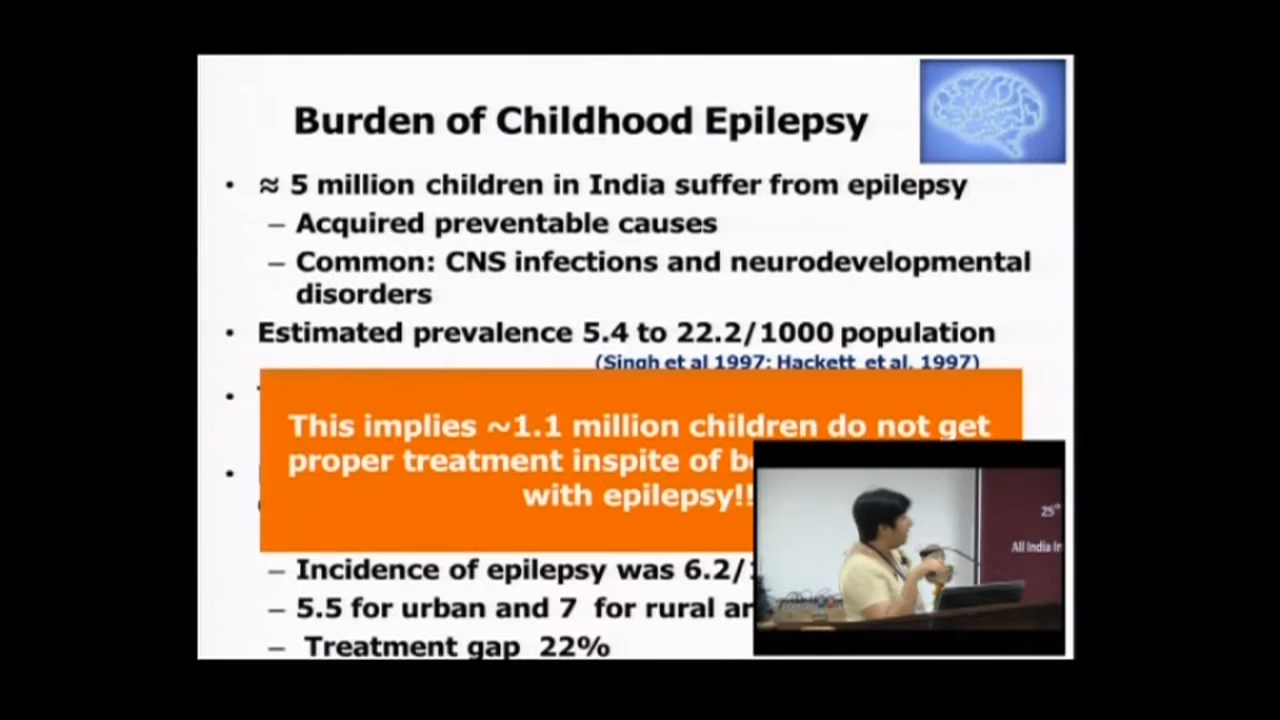 Burden of Childhood Epilepsy
• ≈ 5 million children in India suffer from epilepsy
– Acquired preventable causes
– Common: CNS infections and neurodevelopmental
disorders
• Estimated prevalence 5.4 to 22.2/1000 population
(Singh et al 1997; Hackett et al. 1997)
•
This implies ~1.1 million children do not get
•
proper treatment inspite of
with epilepsy!!
– Incidence of epilepsy was 6.2/
– 5.5 for urban and 7 for rural
– Treatment gap 22%
25th
All India